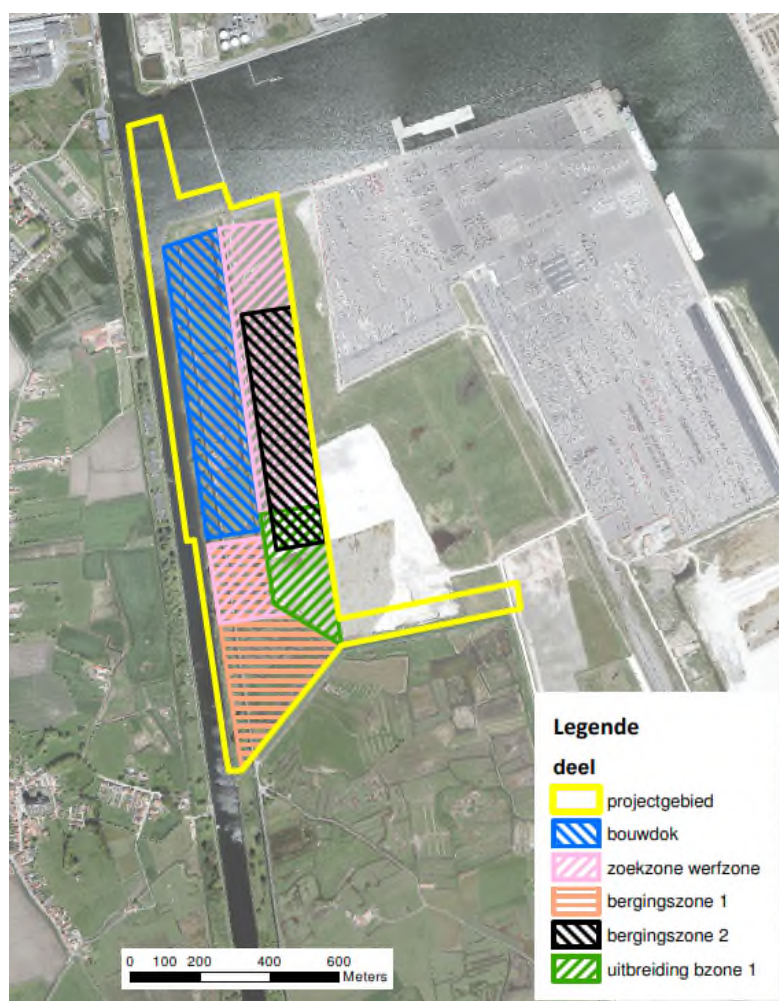 Legende
deel
projectgebied
bouwdok
zoekzone werfzone
bergingszone 1
bergingszone 2
uitbreiding bzone 1
0 100 200 400 600
Meters